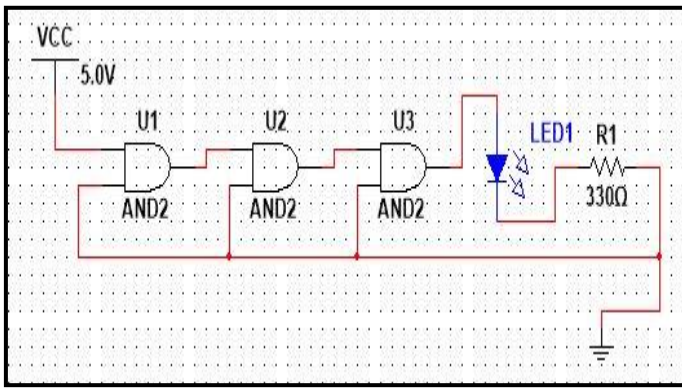 VCC
5.0V
U1
U2
U3
LED1
R1
AND2
AND2
AND2
330Ω